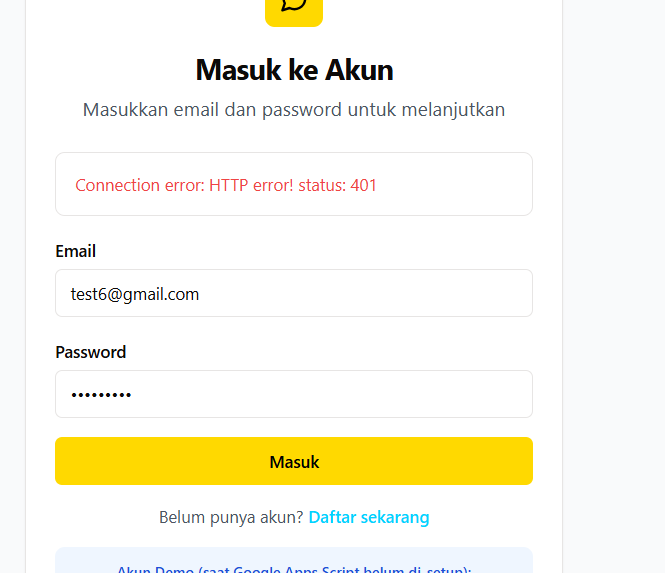 Masuk ke Akun
Masukkan email dan password untuk melanjutkan
Connection error: HTTP error! status: 401
Email
test6@gmail.com
Password
•••••••••
Masuk
Belum punya akun? Daftar sekarang
Akun Demo (saat Google Apps Script belum di-setup):